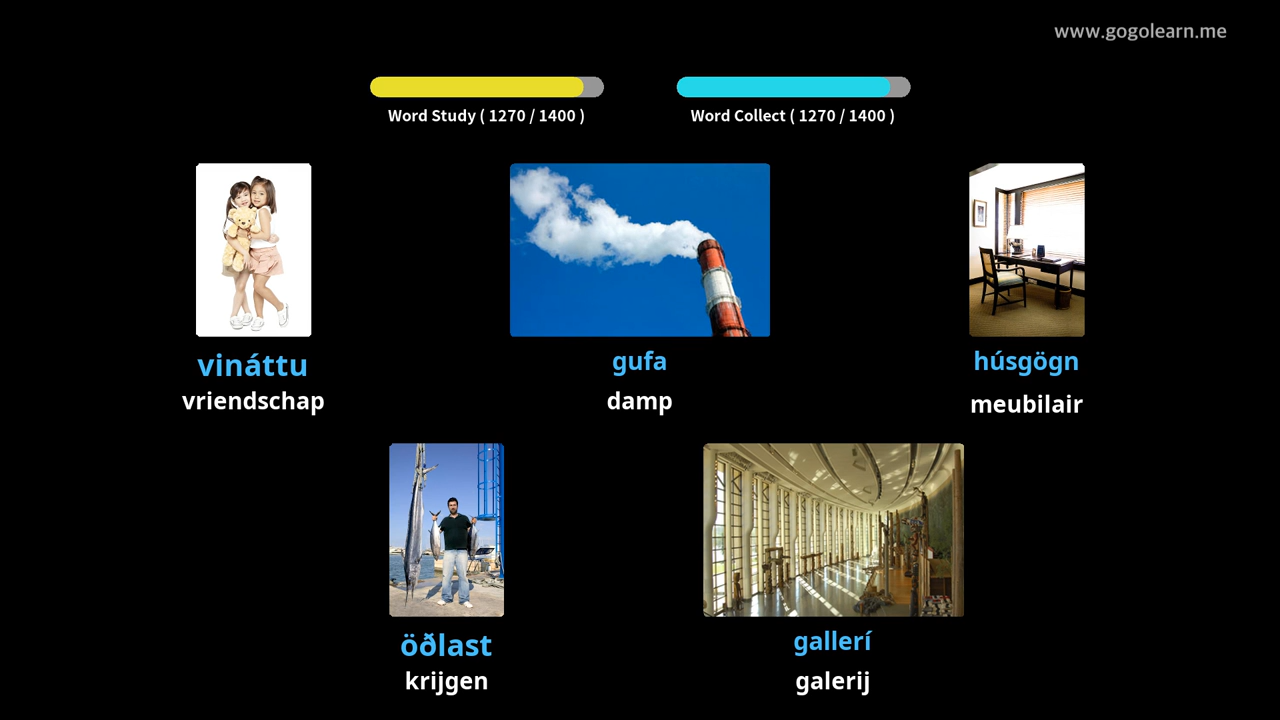 www.gogolearn.me
Word Study ( 1270 / 1400 )
Word Collect ( 1270 / 1400 )
vináttu
vriendschap
gufa
damp
húsgögn
meubilair
öðlast
krijgen
gallerí
galerij